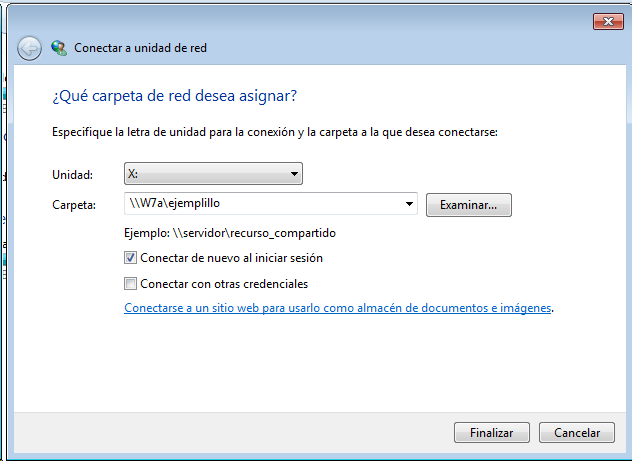 Conectar a unidad de red
¿Qué carpeta de red desea asignar?
Especifique la letra de unidad para la conexión y la carpeta a la que desea conectarse:
Unidad: X:
Carpeta: \\W7a\ejemplillo Examinar...
Ejemplo: \\servidor\recurso_compartido
Conectar de nuevo al iniciar sesión
Conectar con otras credenciales
Conectarse a un sitio web para usarlo como almacén de documentos e imágenes.
Finalizar Cancelar